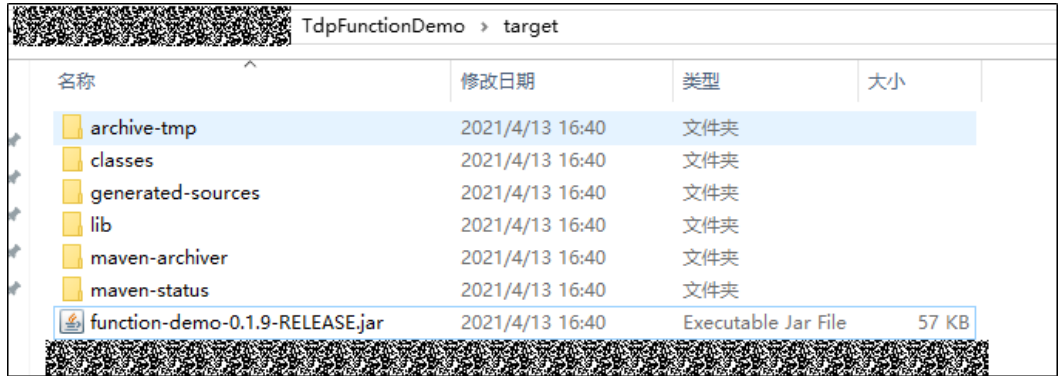 TdpFunctionDemo > target
名称 修改日期 类型 大小
archive-tmp 2021/4/13 16:40 文件夹
classes 2021/4/13 16:40 文件夹
generated-sources 2021/4/13 16:40 文件夹
lib 2021/4/13 16:40 文件夹
maven-archiver 2021/4/13 16:40 文件夹
maven-status 2021/4/13 16:40 文件夹
function-demo-0.1.9-RELEASE.jar 2021/4/13 16:40 Executable Jar File 57 KB